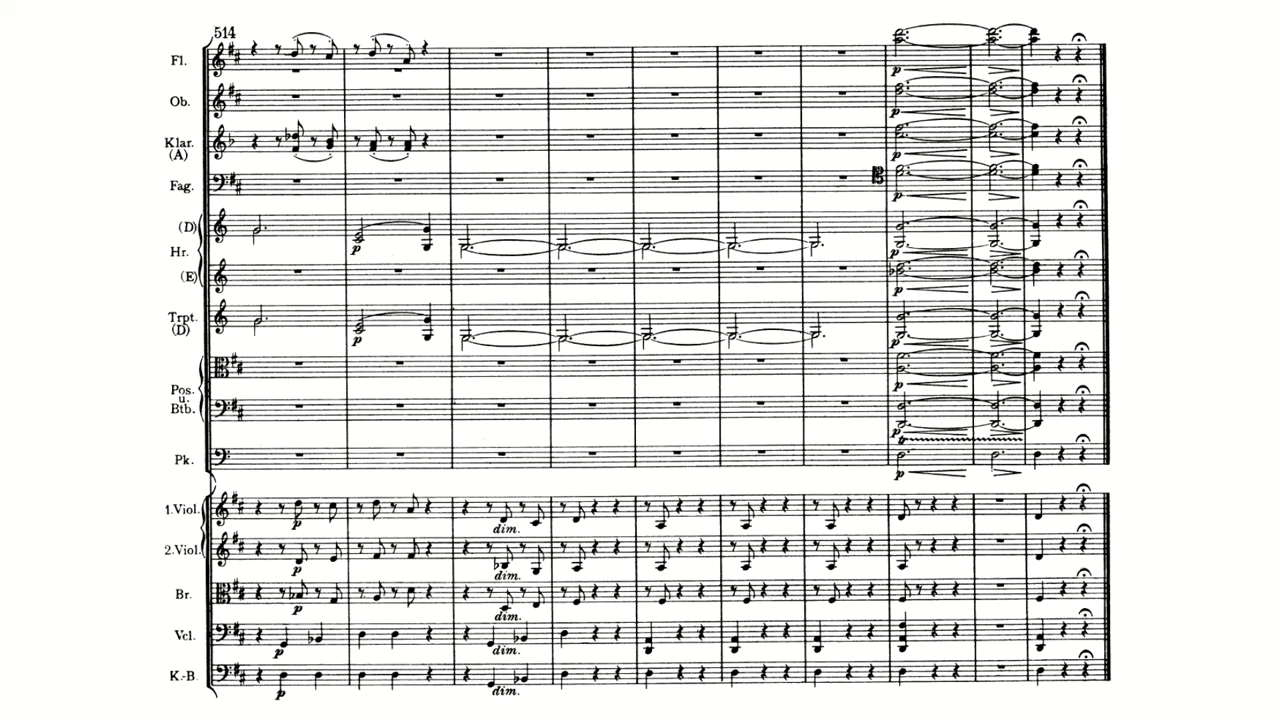 514
Fl.
Ob.
Klar.
(A)
Fag.
(D)
Hr.
(E)
Trpt.
(D)
Pos.
u.
Btb.
Pk.
1.Viol.
2.Viol.
Br.
Vcl.
K.-B.
p p
p p p p p p p p p p
tr
p
p dim.
p dim.
p dim.
p dim.
p dim.